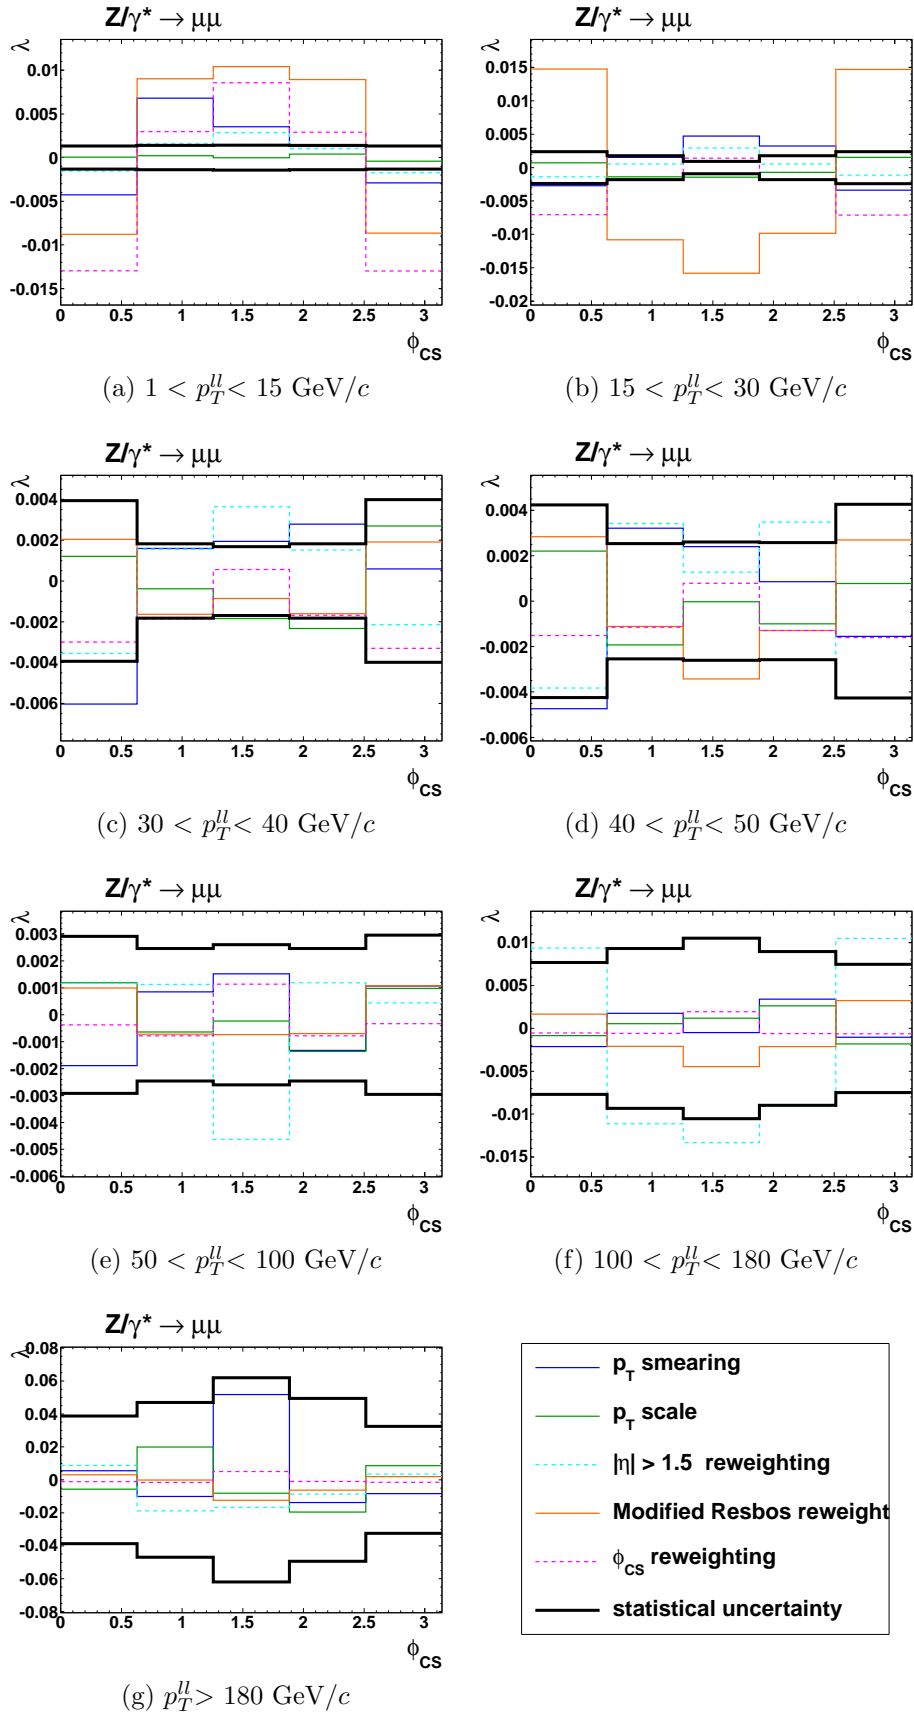 Z/γ* → μμ
λ
0.01
0.005
0
-0.005
-0.01
-0.015
0 0.5 1 1.5 2 2.5 3
ϕCS
(a) 1 < p_T^ll < 15 GeV/c
Z/γ* → μμ
λ
0.015
0.01
0.005
0
-0.005
-0.01
-0.015
-0.02
0 0.5 1 1.5 2 2.5 3
ϕCS
(b) 15 < p_T^ll < 30 GeV/c
Z/γ* → μμ
λ
0.004
0.002
0
-0.002
-0.004
-0.006
0 0.5 1 1.5 2 2.5 3
ϕCS
(c) 30 < p_T^ll < 40 GeV/c
Z/γ* → μμ
λ
0.004
0.002
0
-0.002
-0.004
-0.006
0 0.5 1 1.5 2 2.5 3
ϕCS
(d) 40 < p_T^ll < 50 GeV/c
Z/γ* → μμ
λ
0.003
0.002
0.001
0
-0.001
-0.002
-0.003
-0.004
-0.005
-0.006
0 0.5 1 1.5 2 2.5 3
ϕCS
(e) 50 < p_T^ll < 100 GeV/c
Z/γ* → μμ
λ
0.01
0.005
0
-0.005
-0.01
-0.015
0 0.5 1 1.5 2 2.5 3
ϕCS
(f) 100 < p_T^ll < 180 GeV/c
Z/γ* → μμ
λ
0.08
0.06
0.04
0.02
0
-0.02
-0.04
-0.06
-0.08
0 0.5 1 1.5 2 2.5 3
ϕCS
(g) p_T^ll > 180 GeV/c
pT smearing
pT scale
|η| > 1.5 reweighting
Modified Resbos reweight
ϕCS reweighting
statistical uncertainty